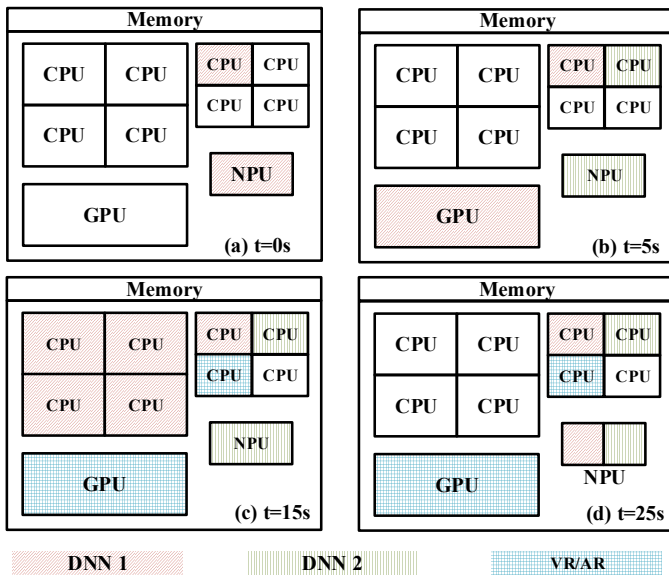 Memory
CPU CPU
CPU CPU
CPU CPU
CPU CPU
NPU
GPU
(a) t=0s
Memory
CPU CPU
CPU CPU
CPU CPU
CPU CPU
NPU
GPU
(b) t=5s
Memory
CPU CPU
CPU CPU
CPU CPU
CPU CPU
NPU
GPU
(c) t=15s
Memory
CPU CPU
CPU CPU
CPU CPU
CPU CPU
NPU
GPU
(d) t=25s
DNN 1 DNN 2 VR/AR